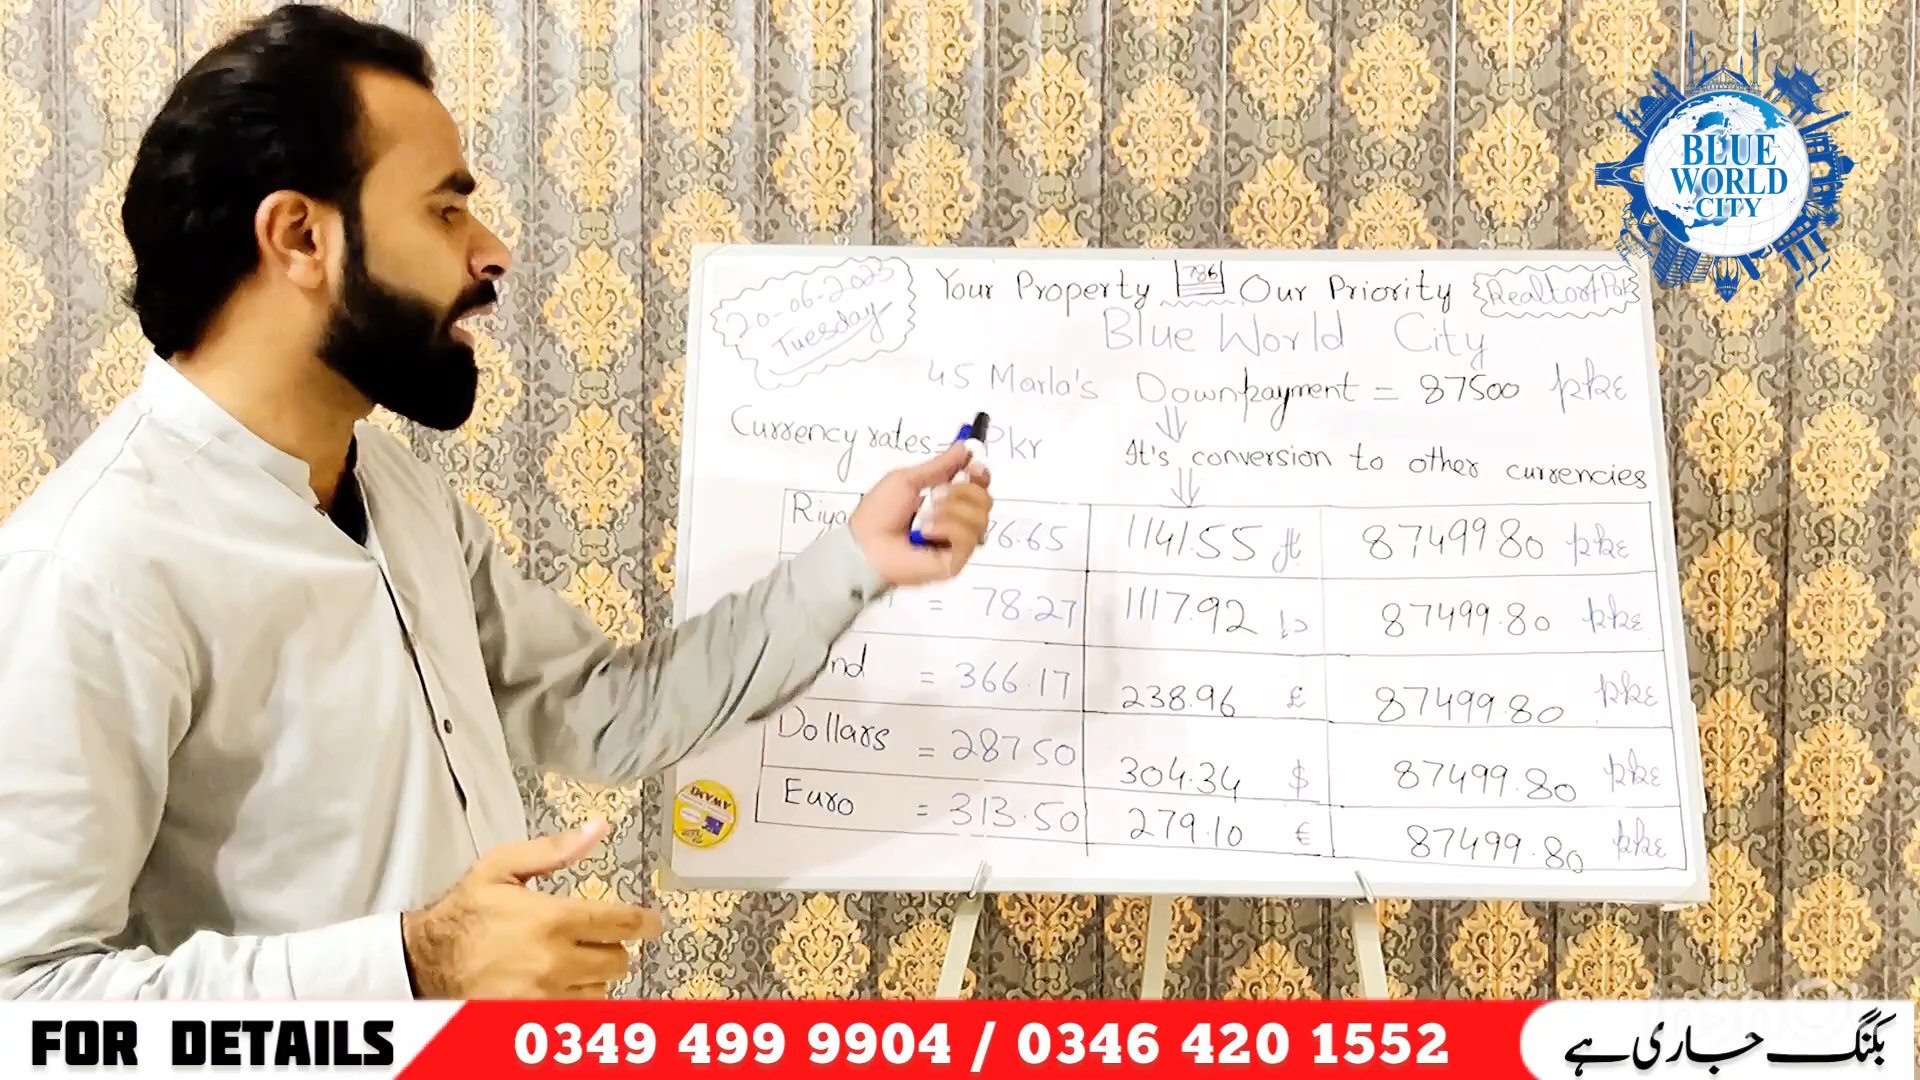 BLUE
WORLD
CITY
20-06-2023
Tuesday
Your Property 786 Our Priority
Blue World City
45 Marla's Downpayment = 87500 pkr
Currency rates= Pkr
It's conversion to other currencies
76.65 1141.55 87499.80 pkr
= 78.27 1117.92 87499.80 pkr
= 366.17 238.96 £ 87499.80 pkr
Dollars = 287.50 304.34 $ 87499.80 pkr
Euro = 313.50 279.10 € 87499.80 pkr
AWAMI
FOR DETAILS
0349 499 9904 / 0346 420 1552
بکنگ جاری ہے